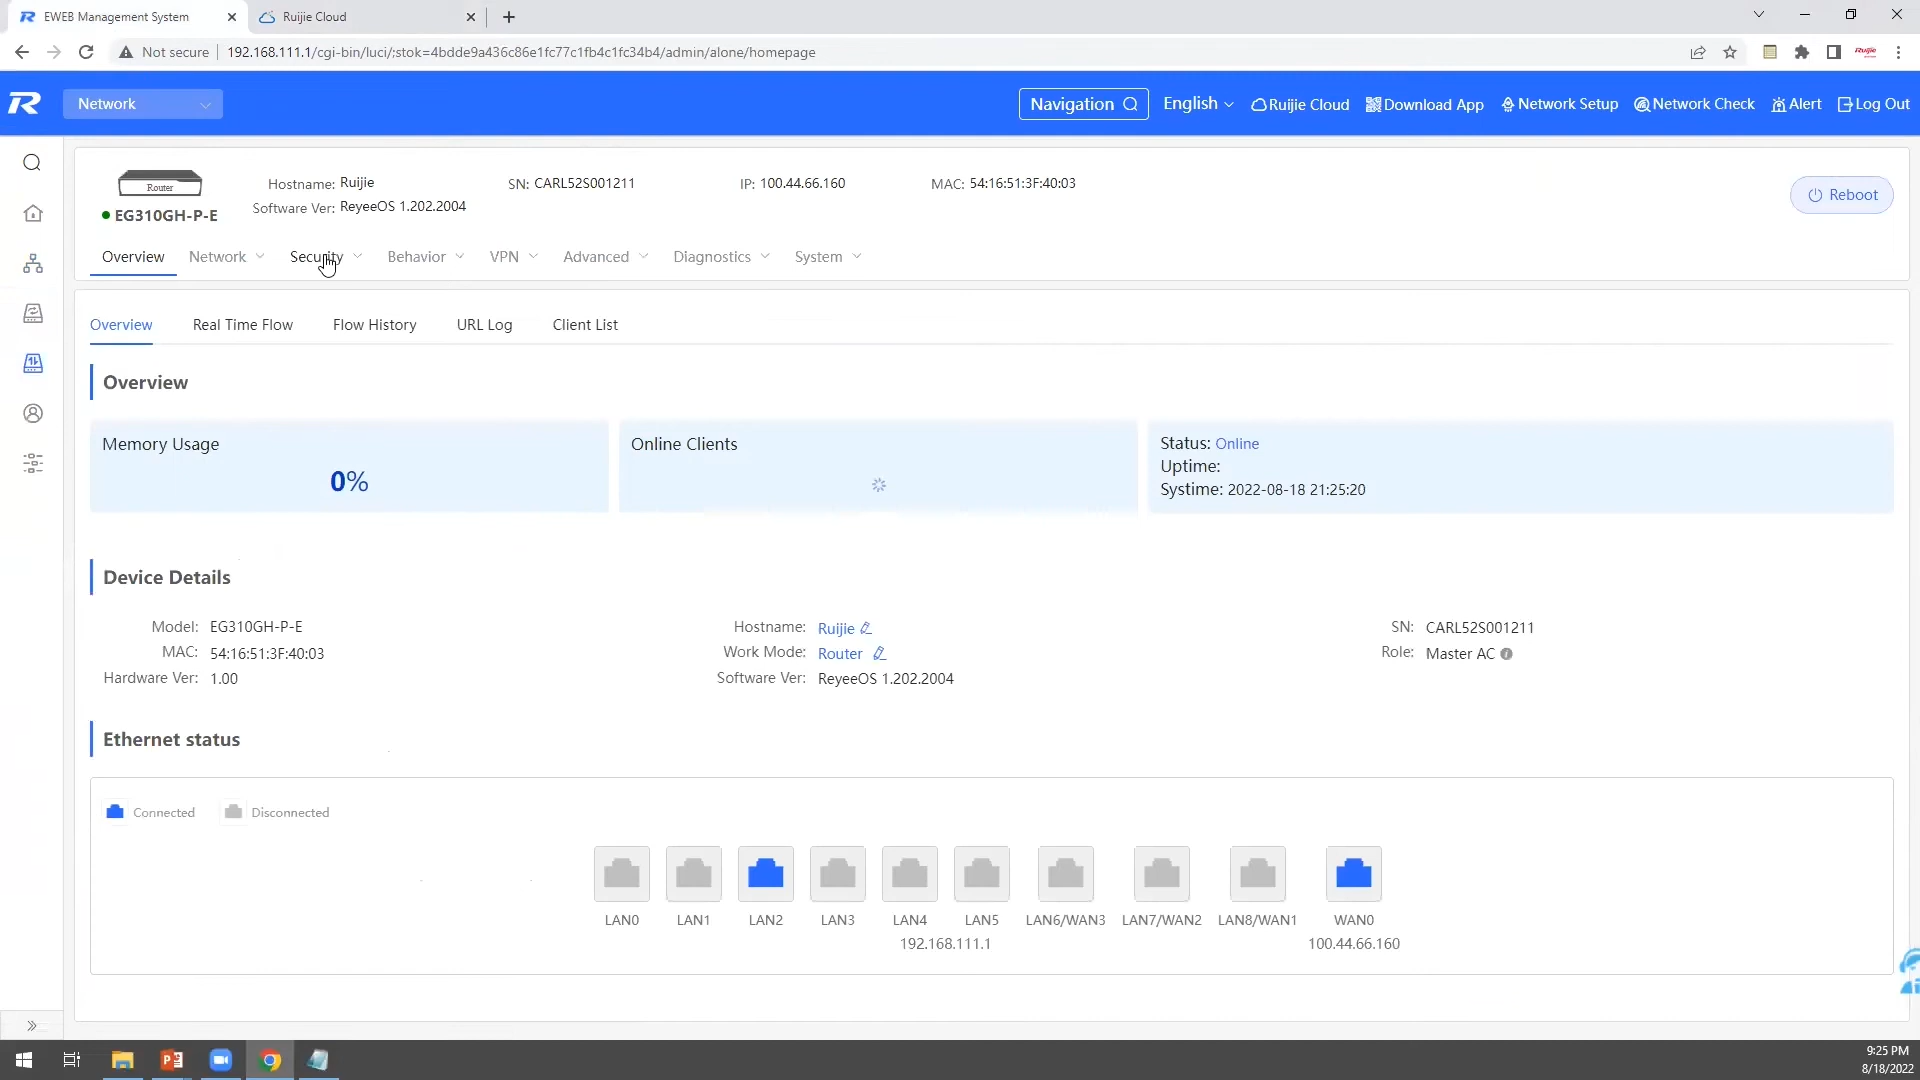 EWEB Management System
Ruijie Cloud
Not secure
192.168.111.1/cgi-bin/luci/;stok=4bdde9a436c86e1fc77c1fb4c1fc34b4/admin/alone/homepage
Ruijie
Network
Navigation
English
Ruijie Cloud
Download App
Network Setup
Network Check
Alert
Log Out
Router
EG310GH-P-E
Hostname: Ruijie
SN: CARL52S001211
IP: 100.44.66.160
MAC: 54:16:51:3F:40:03
Software Ver: ReyeeOS 1.202.2004
Reboot
Overview
Network
Security
Behavior
VPN
Advanced
Diagnostics
System
Overview
Real Time Flow
Flow History
URL Log
Client List
Overview
Memory Usage
0%
Online Clients
Status: Online
Uptime:
Systime: 2022-08-18 21:25:20
Device Details
Model: EG310GH-P-E
Hostname: Ruijie
SN: CARL52S001211
MAC: 54:16:51:3F:40:03
Work Mode: Router
Role: Master AC
Hardware Ver: 1.00
Software Ver: ReyeeOS 1.202.2004
Ethernet status
Connected
Disconnected
LAN0
LAN1
LAN2
LAN3
LAN4
LAN5
LAN6/WAN3
LAN7/WAN2
LAN8/WAN1
WAN0
192.168.111.1
100.44.66.160
9:25 PM
8/18/2022